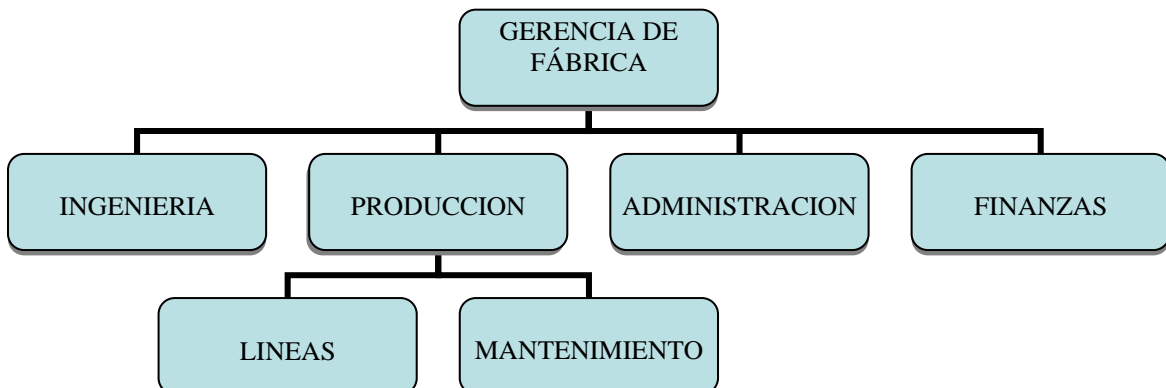 GERENCIA DE
FÁBRICA
INGENIERIA
PRODUCCION
ADMINISTRACION
FINANZAS
LINEAS
MANTENIMIENTO